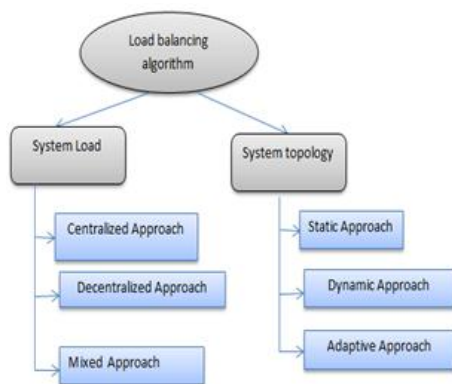 Load balancing
algorithm
System Load
System topology
Centralized Approach
Decentralized Approach
Mixed Approach
Static Approach
Dynamic Approach
Adaptive Approach